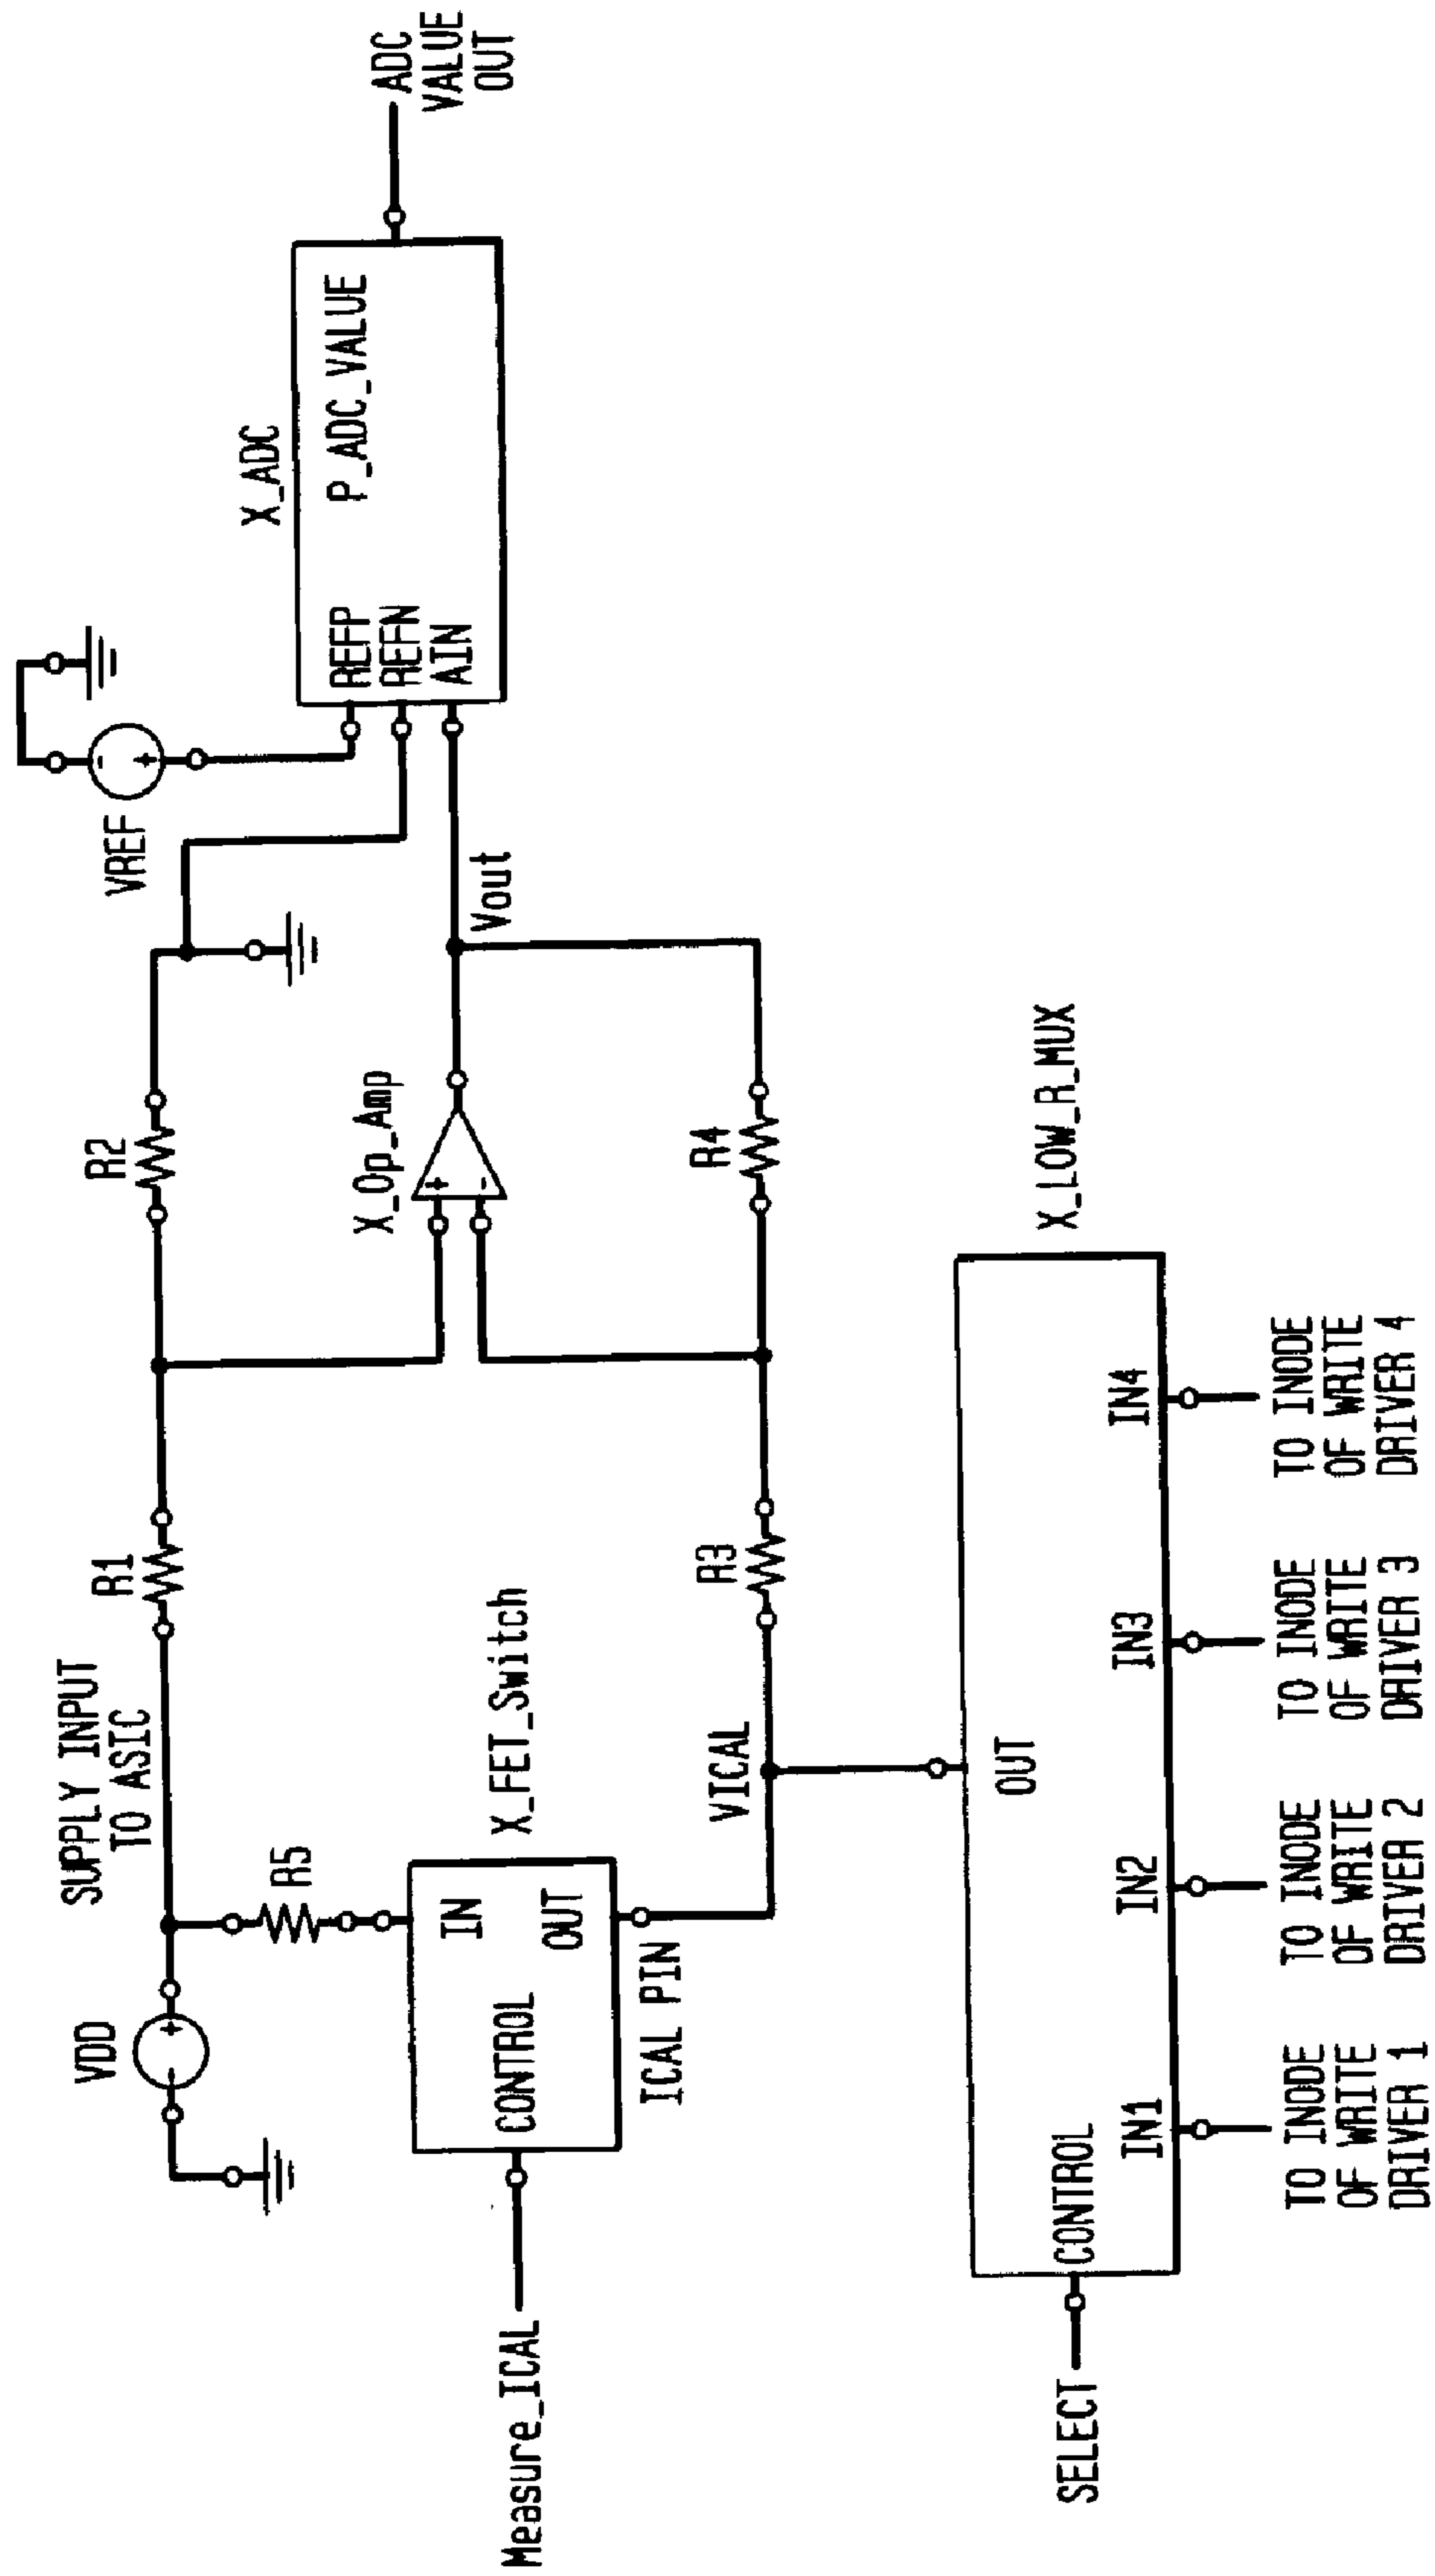 SUPPLY INPUT
TO ASIC
VDD
R1
R2
VREF
-
+
+
-
R5
X_FET_Switch
IN
OUT
CONTROL
Measure_ICAL
ICAL PIN
VICAL
R3
R4
X_Op_Amp
+
-
Vout
X_ADC
REFP
REFN
AIN
P_ADC_VALUE
ADC
VALUE
OUT
X_LOW_R_MUX
OUT
CONTROL
SELECT
IN1
IN2
IN3
IN4
TO INODE
OF WRITE
DRIVER 1
TO INODE
OF WRITE
DRIVER 2
TO INODE
OF WRITE
DRIVER 3
TO INODE
OF WRITE
DRIVER 4